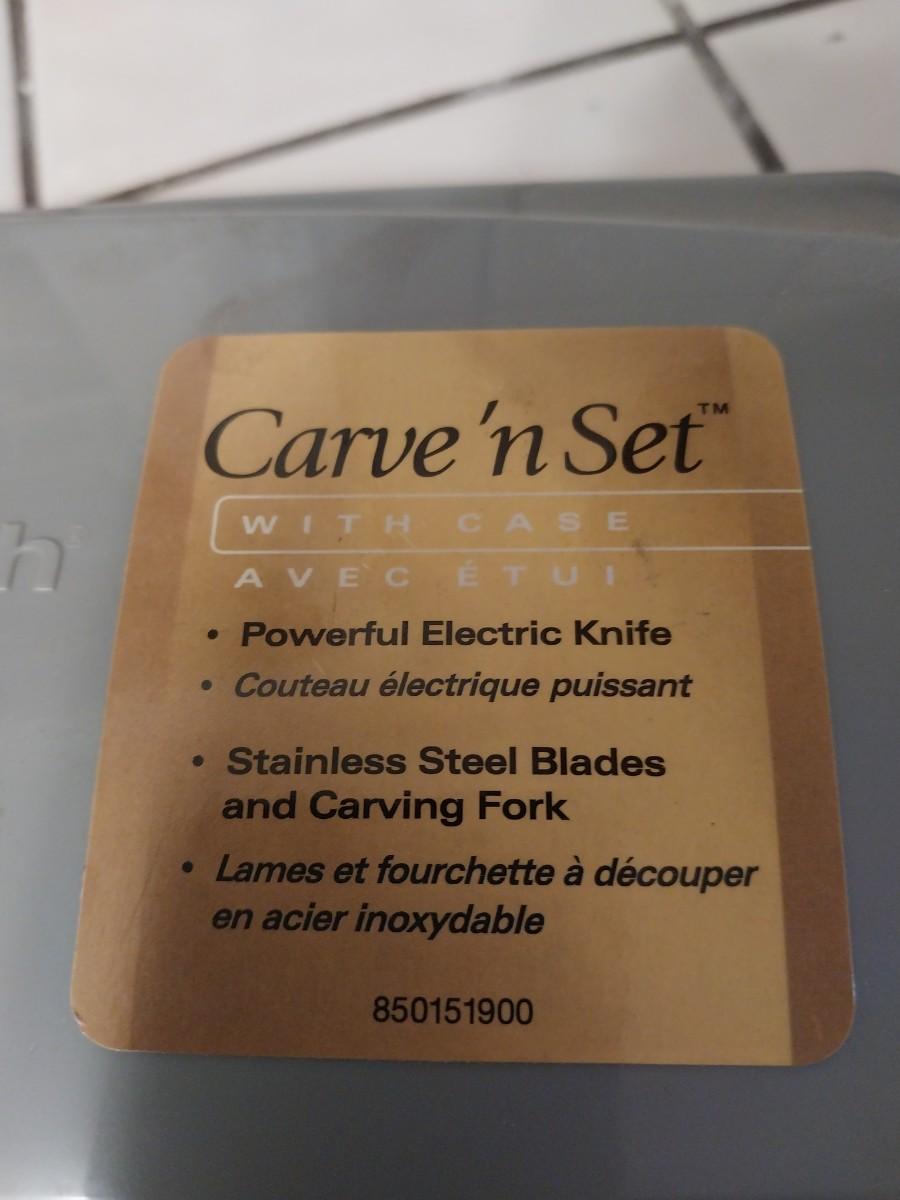 Carve 'n Set™
WITH CASE
AVEC ÉTUI
• Powerful Electric Knife
• Couteau électrique puissant
• Stainless Steel Blades
and Carving Fork
• Lames et fourchette à découper
en acier inoxydable
850151900